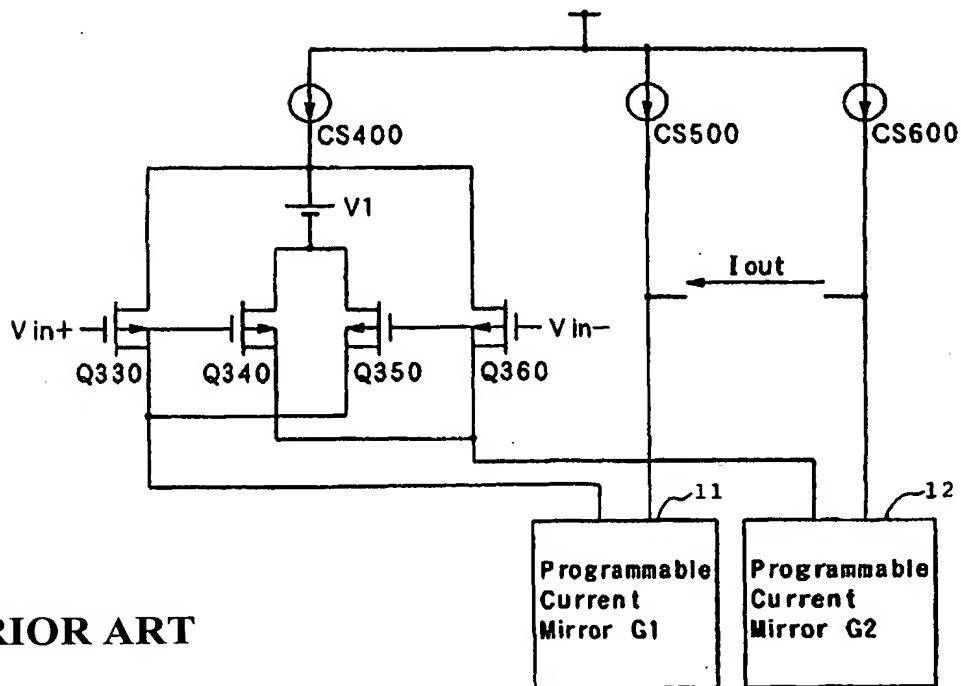 CS400
CS500
CS600
V1
Iout
Vin+
Vin-
Q330
Q340
Q350
Q360
11
12
Programmable
Current
Mirror G1
Programmable
Current
Mirror G2
RIOR ART